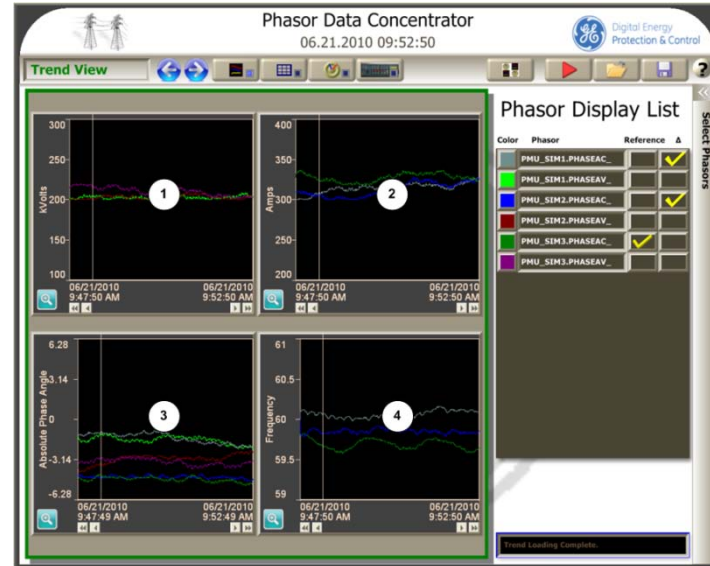 Phasor Data Concentrator
06.21.2010 09:52:50
Digital Energy
Protection & Control
Trend View
?
Select Phasors
300
250
200
150
100
kVolts
1
06/21/2010
9:47:50 AM
06/21/2010
9:52:50 AM
400
350
300
250
200
Amps
2
06/21/2010
9:47:50 AM
06/21/2010
9:52:50 AM
6.28
3.14
0
-3.14
-6.28
Absolute Phase Angle
3
06/21/2010
9:47:49 AM
06/21/2010
9:52:49 AM
61
60.5
60
59.5
59
Frequency
4
06/21/2010
9:47:50 AM
06/21/2010
9:52:50 AM
Phasor Display List
Color Phasor Reference Δ
PMU_SIM1.PHASEAC_
PMU_SIM1.PHASEAV_
PMU_SIM2.PHASEAC_
PMU_SIM2.PHASEAV_
PMU_SIM3.PHASEAC_
PMU_SIM3.PHASEAV_
Trend Loading Complete.